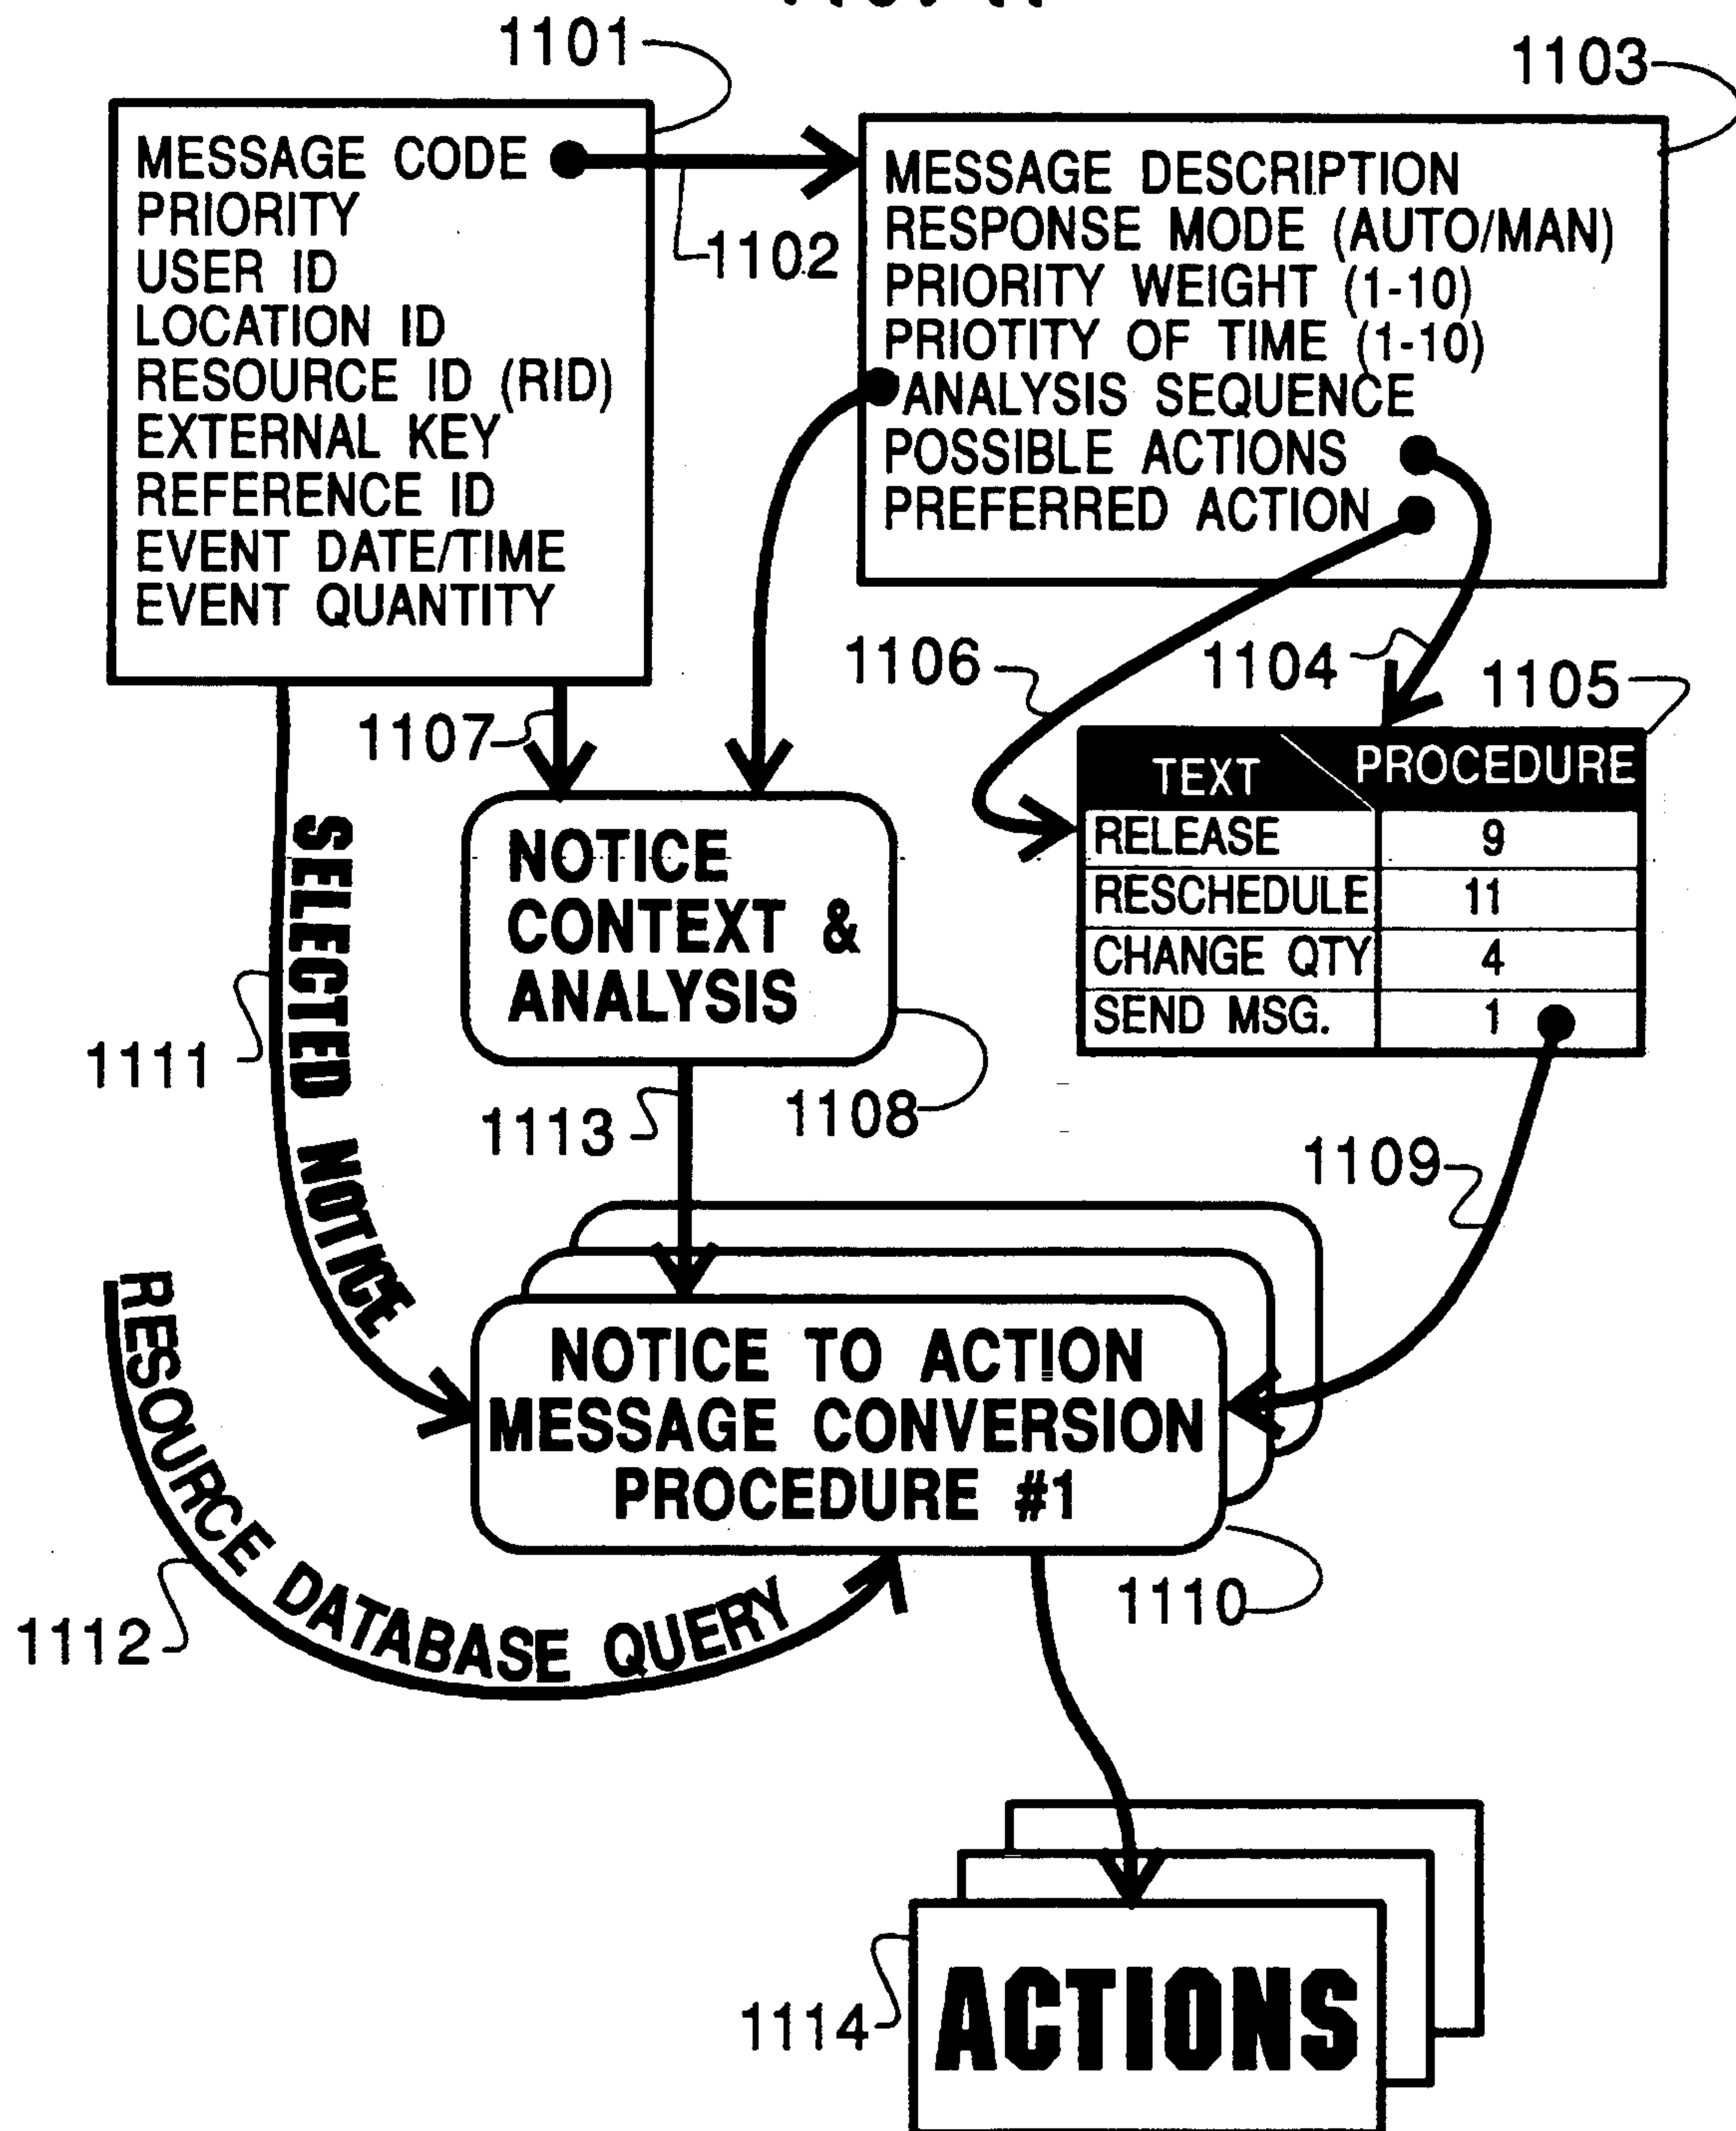 1101
1103
MESSAGE CODE
PRIORITY
USER ID
LOCATION ID
RESOURCE ID (RID)
EXTERNAL KEY
REFERENCE ID
EVENT DATE/TIME
EVENT QUANTITY
1102
MESSAGE DESCRIPTION
RESPONSE MODE (AUTO/MAN)
PRIORITY WEIGHT (1-10)
PRIOTITY OF TIME (1-10)
ANALYSIS SEQUENCE
POSSIBLE ACTIONS
PREFERRED ACTION
1106
1104
1105
1107
TEXT PROCEDURE
RELEASE 9
RESCHEDULE 11
CHANGE QTY 4
SEND MSG. 1
NOTICE
CONTEXT &
ANALYSIS
SELECTED NOTICE
1111
1113
1108
1109
NOTICE TO ACTION
MESSAGE CONVERSION
PROCEDURE #1
RESOURCE DATABASE QUERY
1112
1110
1114
ACTIONS